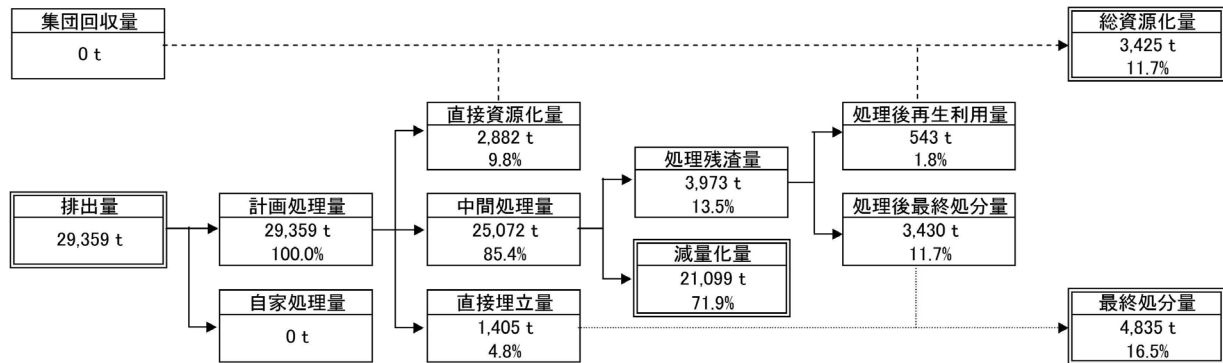 集団回収量
0 t
総資源化量
3,425 t
11.7%
直接資源化量
2,882 t
9.8%
処理後再生利用量
543 t
1.8%
処理残渣量
3,973 t
13.5%
排出量
29,359 t
計画処理量
29,359 t
100.0%
中間処理量
25,072 t
85.4%
処理後最終処分量
3,430 t
11.7%
減量化量
21,099 t
71.9%
自家処理量
0 t
直接埋立量
1,405 t
4.8%
最終処分量
4,835 t
16.5%